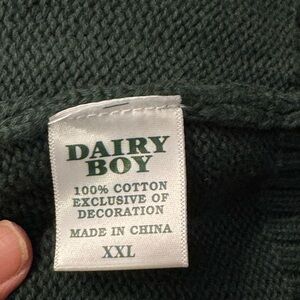 DAIRY
BOY
100% COTTON
EXCLUSIVE OF
DECORATION
MADE IN CHINA
XXL